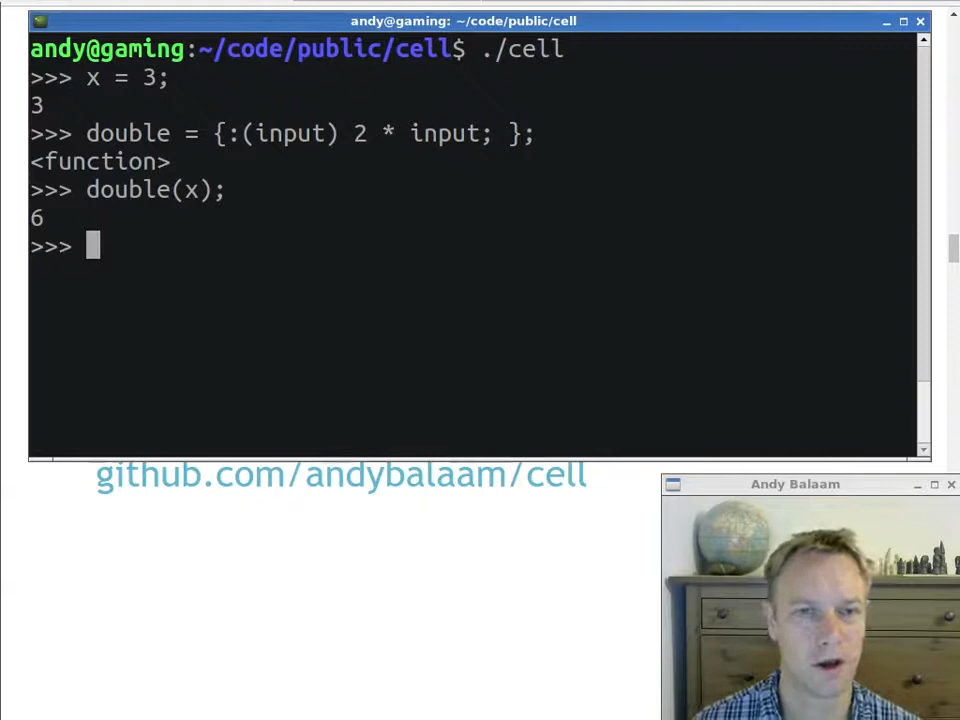 andy@gaming: ~/code/public/cell
andy@gaming:~/code/public/cell$ ./cell
>>> x = 3;
3
>>> double = {:(input) 2 * input; };
<function>
>>> double(x);
6
>>>
github.com/andybalaam/cell
Andy Balaam